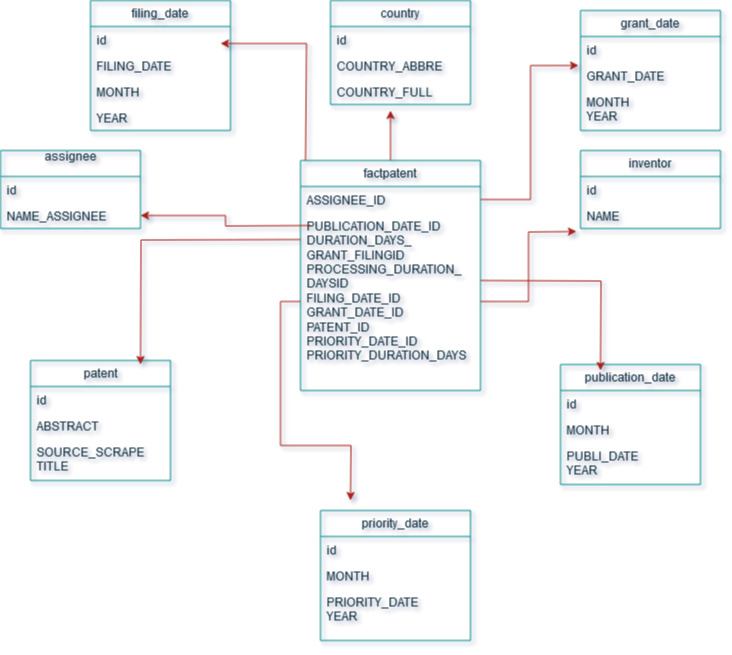 filing_date
id
FILING_DATE
MONTH
YEAR
country
id
COUNTRY_ABBRE
COUNTRY_FULL
grant_date
id
GRANT_DATE
MONTH
YEAR
assignee
id
NAME_ASSIGNEE
factpatent
ASSIGNEE_ID
PUBLICATION_DATE_ID
DURATION_DAYS_
GRANT_FILINGID
PROCESSING_DURATION_
DAYSID
FILING_DATE_ID
GRANT_DATE_ID
PATENT_ID
PRIORITY_DATE_ID
PRIORITY_DURATION_DAYS
inventor
id
NAME
patent
id
ABSTRACT
SOURCE_SCRAPE
TITLE
publication_date
id
MONTH
PUBLI_DATE
YEAR
priority_date
id
MONTH
PRIORITY_DATE
YEAR